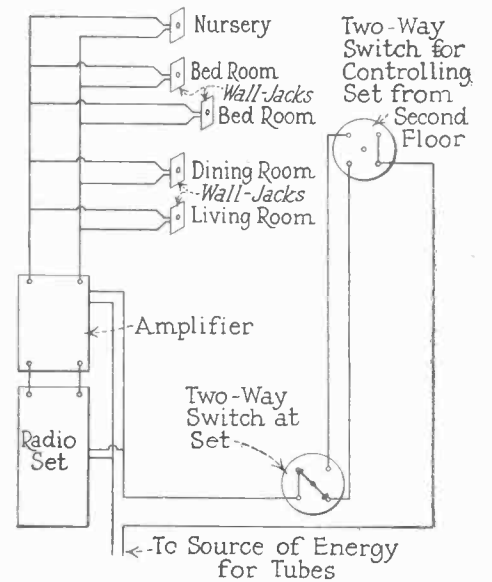 Nursery
Bed Room
Wall-Jacks
Bed Room
Dining Room
Wall-Jacks
Living Room
Two-Way
Switch for
Controlling
Set from
Second
Floor
Amplifier
Radio
Set
Two-Way
Switch at
Set
To Source of Energy
for Tubes